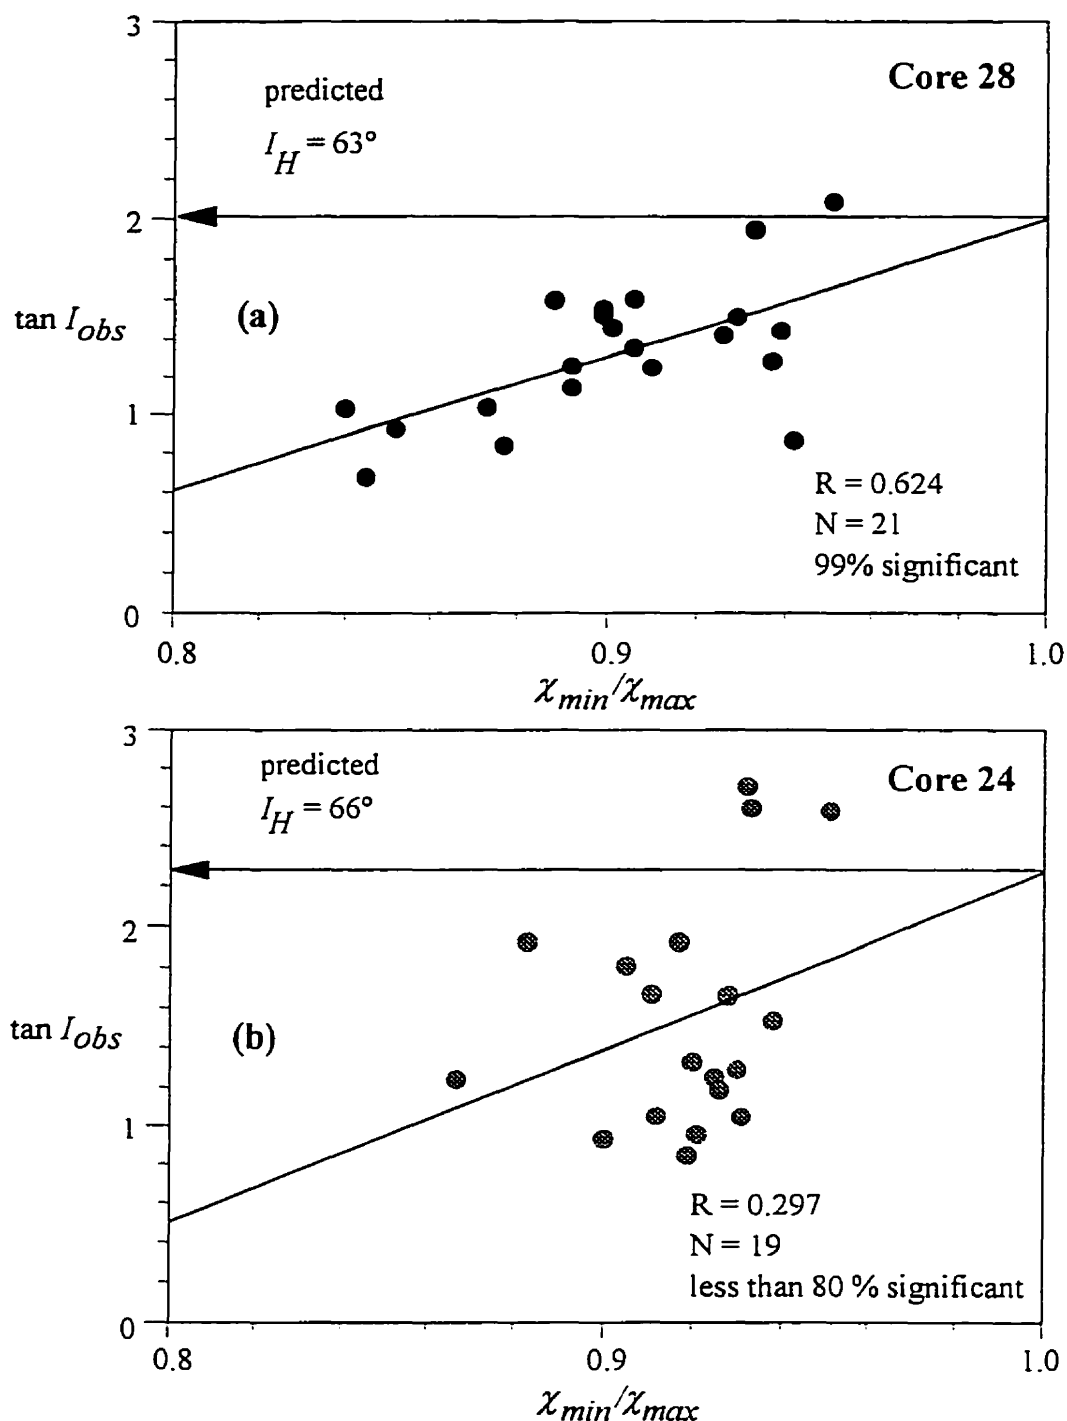 3
predicted
Core 28
I_H = 63°
2
tan I_obs
(a)
1
R = 0.624
N = 21
99% significant
0
0.8
0.9
1.0
χ_min/χ_max
3
predicted
Core 24
I_H = 66°
2
tan I_obs
(b)
1
R = 0.297
N = 19
less than 80 % significant
0
0.8
0.9
1.0
χ_min/χ_max